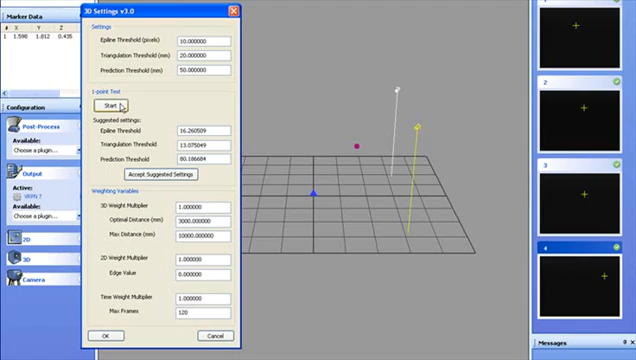 Marker Data
# X Y Z
1 1.598 1.812 0.435
Configuration
Post-Process
Available:
Choose a plugin...
Output
Active:
VRPN 7
Available:
Choose a plugin...
2D
3D
Camera
3D Settings v3.0
Settings
Epiline Threshold (pixels) 10.000000
Triangulation Threshold (mm) 20.000000
Prediction Threshold (mm) 50.000000
1-point Test
Start
Suggested settings:
Epiline Threshold 16.260509
Triangulation Threshold 13.075049
Prediction Threshold 80.186684
Accept Suggested Settings
Weighting Variables
3D Weight Multiplier 1.000000
Optimal Distance (mm) 3000.000000
Max Distance (mm) 10000.000000
2D Weight Multiplier 1.000000
Edge Value 0.000000
Time Weight Multiplier 1.000000
Max Frames 120
OK Cancel
2
3
4
Messages